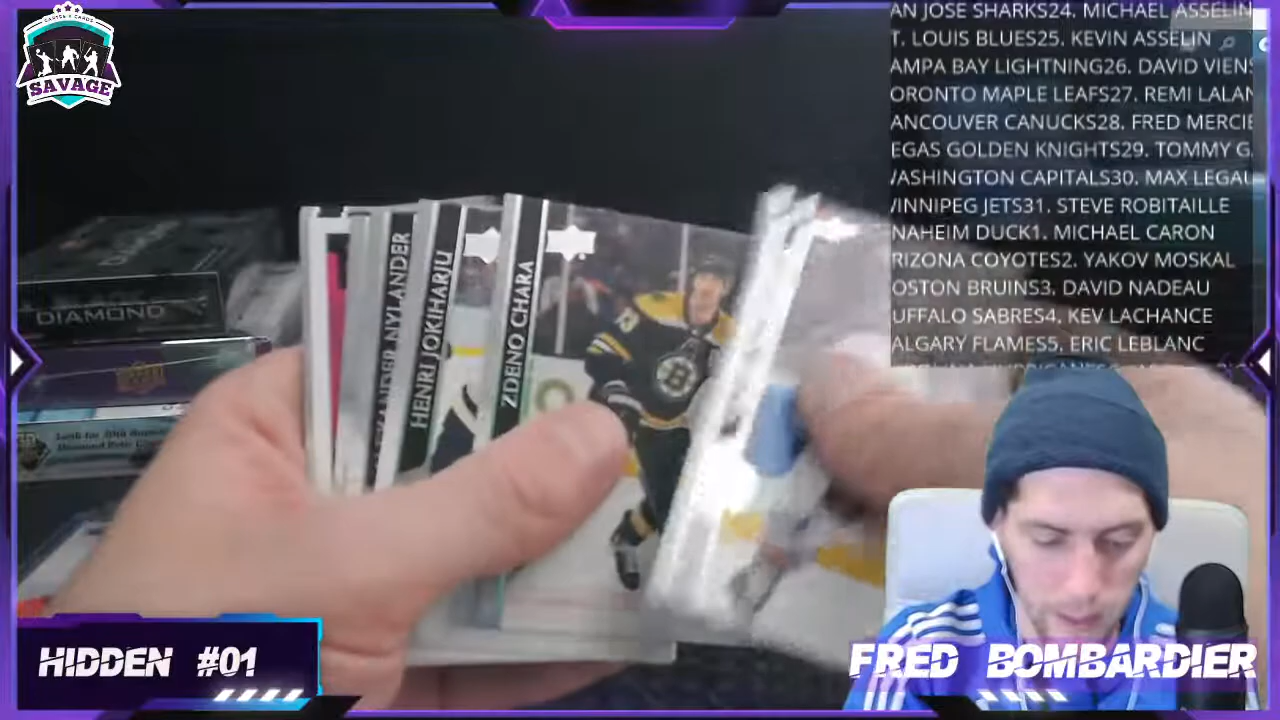 SAVAGE
AN JOSE SHARKS24. MICHAEL ASSELIN
T. LOUIS BLUES25. KEVIN ASSELIN
AMPA BAY LIGHTNING26. DAVID VIENS
ORONTO MAPLE LEAFS27. REMI LALAN
ANCOUVER CANUCKS28. FRED MERCIE
EGAS GOLDEN KNIGHTS29. TOMMY G.
WASHINGTON CAPITALS30. MAX LEGAU
WINNIPEG JETS31. STEVE ROBITAILLE
NAHEIM DUCK1. MICHAEL CARON
RIZONA COYOTES2. YAKOV MOSKAL
OSTON BRUINS3, DAVID NADEAU
UFFALO SABRES4, KEV LACHANCE
ALGARY FLAMES5, ERIC LEBLANC
DIAMOND
NYLANDER
HENRI JOKIHARJU
ZDENO CHARA
B
HIDDEN #01
FRED BOMBARDIER